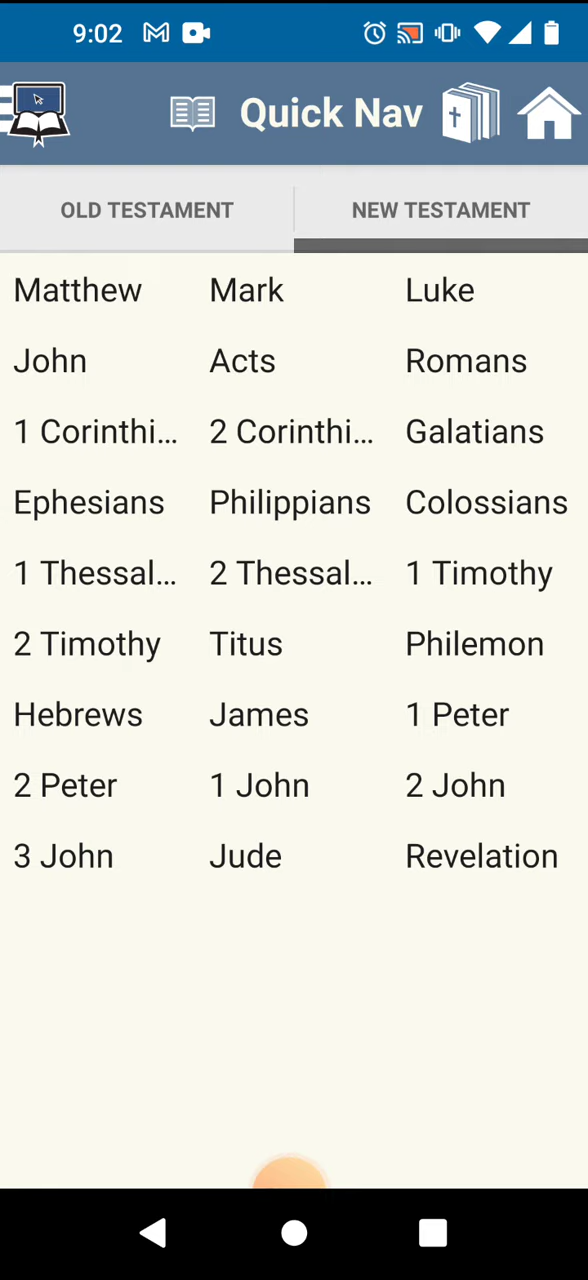 9:02
Quick Nav
OLD TESTAMENT NEW TESTAMENT
Matthew Mark Luke
John Acts Romans
1 Corinthi... 2 Corinthi... Galatians
Ephesians Philippians Colossians
1 Thessal... 2 Thessal... 1 Timothy
2 Timothy Titus Philemon
Hebrews James 1 Peter
2 Peter 1 John 2 John
3 John Jude Revelation